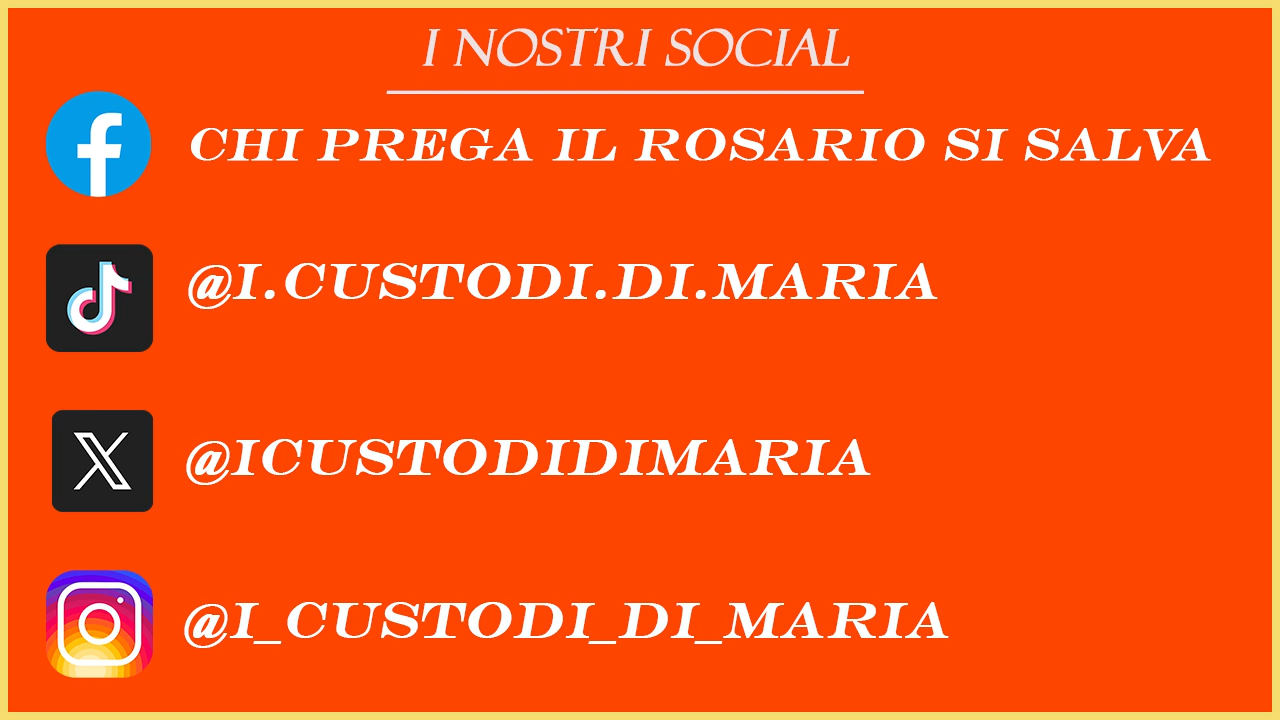 I NOSTRI SOCIAL
CHI PREGA IL ROSARIO SI SALVA
@I.CUSTODI.DI.MARIA
@ICUSTODIDIMARIA
@I_CUSTODI_DI_MARIA